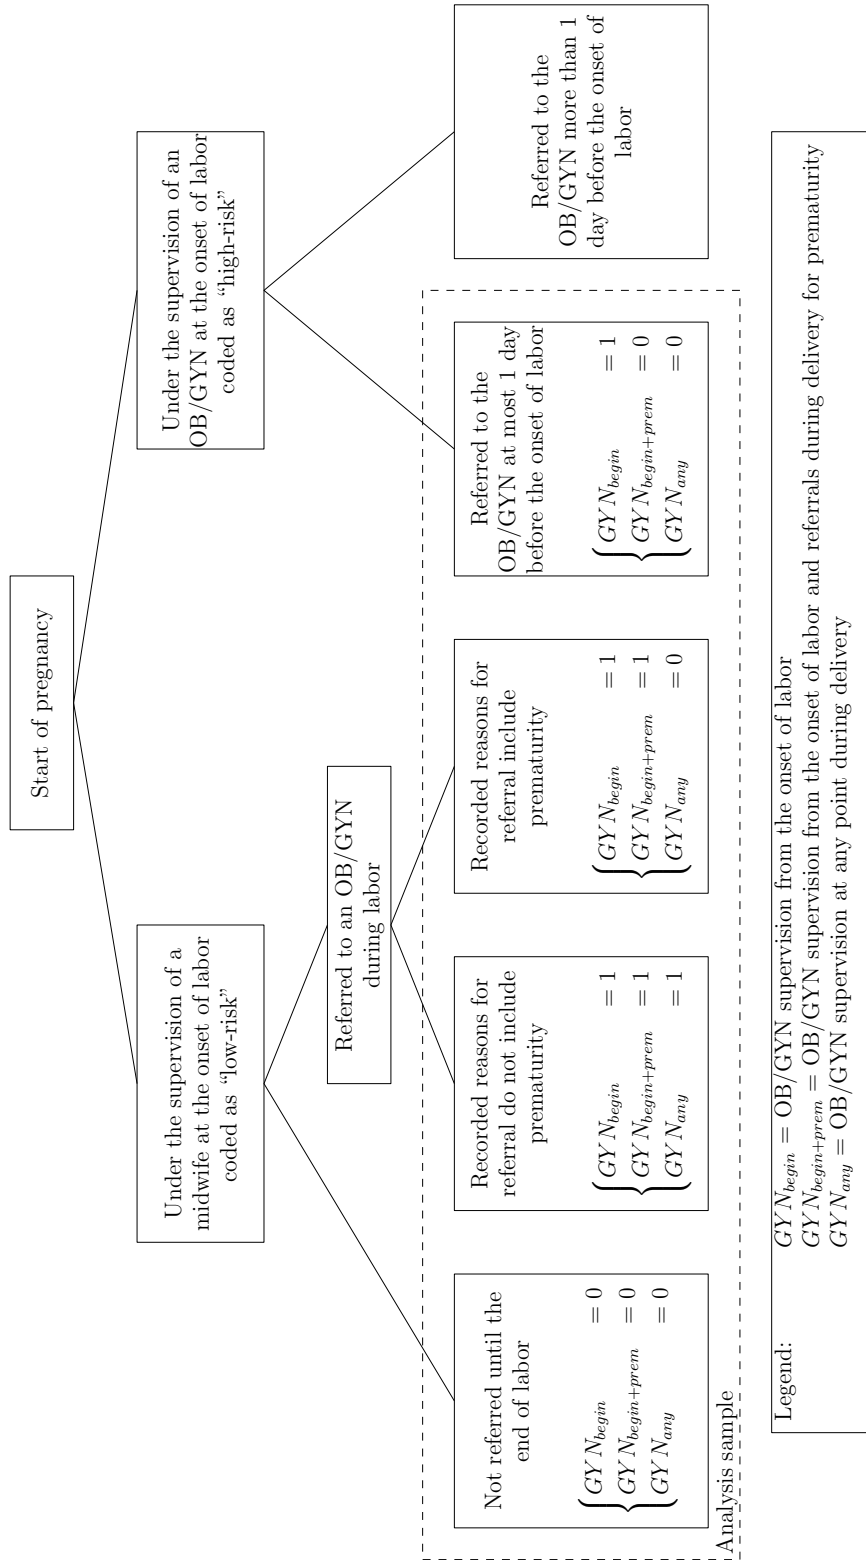 Start of pregnancy
Under the supervision of a
midwife at the onset of labor
coded as “low-risk”
Under the supervision of an
OB/GYN at the onset of labor
coded as “high-risk”
Referred to an OB/GYN
during labor
Not referred until the
end of labor
GYN_begin = 0
GYN_begin+prem = 0
GYN_any = 0
Recorded reasons for
referral do not include
prematurity
GYN_begin = 1
GYN_begin+prem = 1
GYN_any = 1
Recorded reasons for
referral include
prematurity
GYN_begin = 1
GYN_begin+prem = 1
GYN_any = 0
Referred to the
OB/GYN at most 1 day
before the onset of labor
GYN_begin = 1
GYN_begin+prem = 0
GYN_any = 0
Referred to the
OB/GYN more than 1
day before the onset of
labor
Analysis sample
Legend:
GYN_begin = OB/GYN supervision from the onset of labor
GYN_begin+prem = OB/GYN supervision from the onset of labor and referrals during delivery for prematurity
GYN_any = OB/GYN supervision at any point during delivery